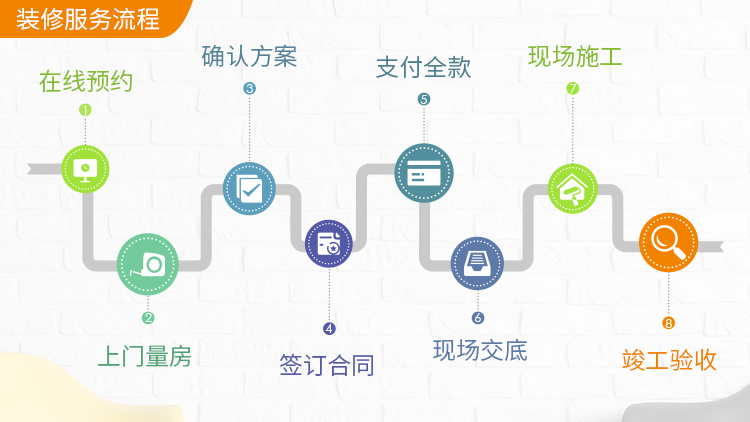 装修服务流程
在线预约
1
上门量房
2
确认方案
3
签订合同
4
支付全款
5
现场交底
6
现场施工
7
竣工验收
8